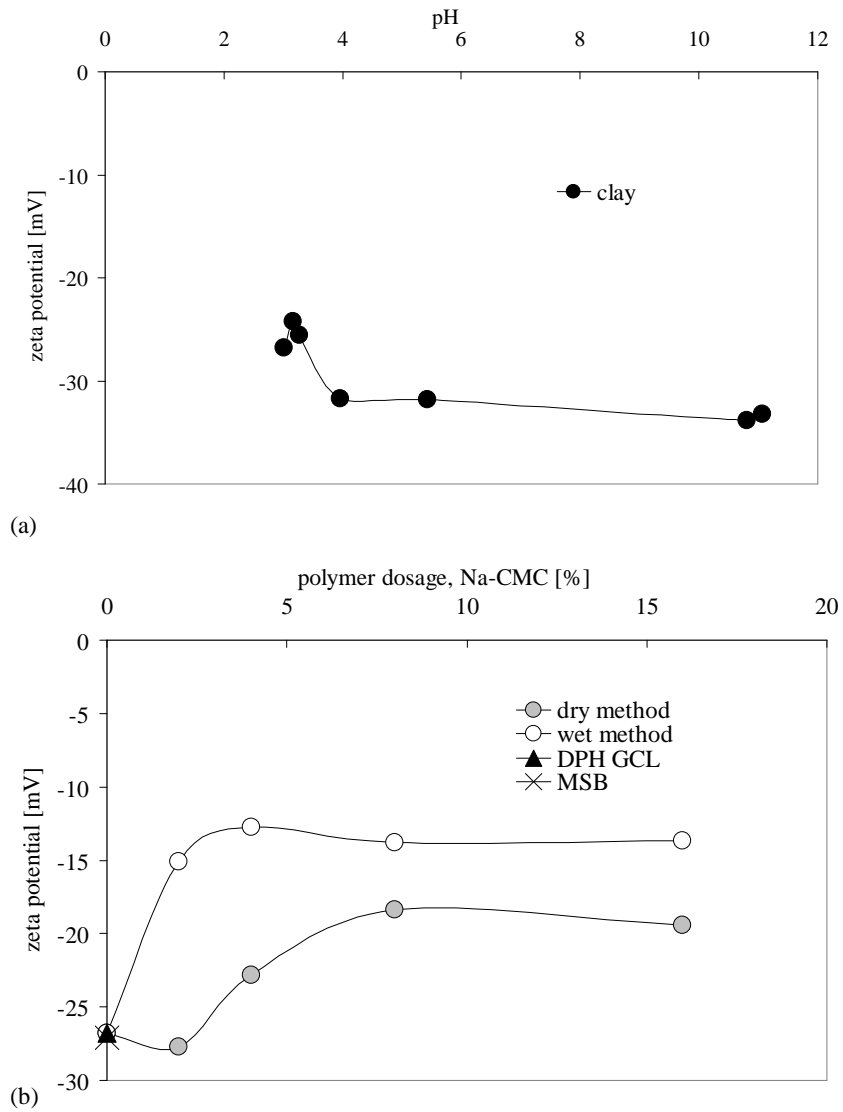 pH
0 2 4 6 8 10 12
0
-10
-20
-30
-40
zeta potential [mV]
clay
(a)
polymer dosage, Na-CMC [%]
0 5 10 15 20
0
-5
-10
-15
-20
-25
-30
zeta potential [mV]
dry method
wet method
DPH GCL
MSB
(b)